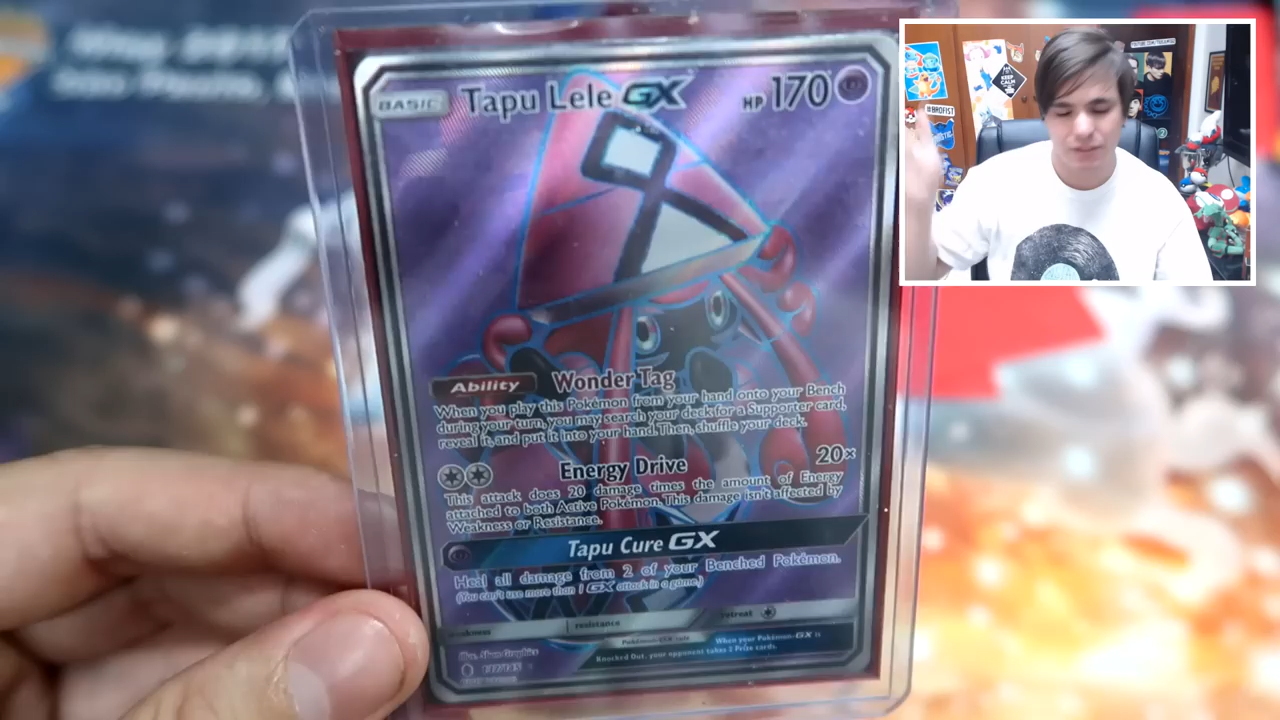 BASIC Tapu Lele GX HP 170
Ability Wonder Tag
When you play this Pokémon from your hand onto your Bench
during your turn, you may search your deck for a Supporter card,
reveal it, and put it into your hand. Then, shuffle your deck.
Energy Drive 20×
This attack does 20 damage times the amount of Energy
attached to both Active Pokémon. This damage isn't affected by
Weakness or Resistance.
Tapu Cure GX
Heal all damage from 2 of your Benched Pokémon.
(You can't use more than 1 GX attack in a game.)
weakness resistance retreat
Pokémon-GX rule When your Pokémon-GX is
Knocked Out, your opponent takes 2 Prize cards.
137/145
KEEP
CALM
#BROFIST